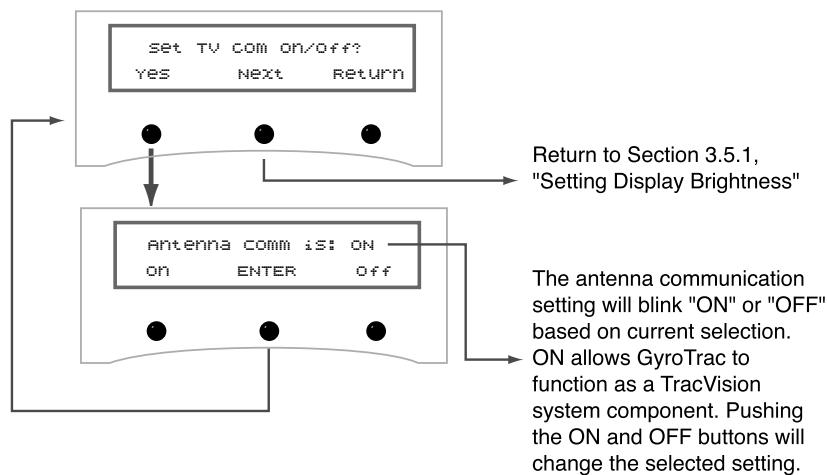 Set TV Com On/Off?
Yes Next Return
Return to Section 3.5.1,
"Setting Display Brightness"
Antenna Comm is: ON
On ENTER Off
The antenna communication
setting will blink "ON" or "OFF"
based on current selection.
ON allows GyroTrac to
function as a TracVision
system component. Pushing
the ON and OFF buttons will
change the selected setting.